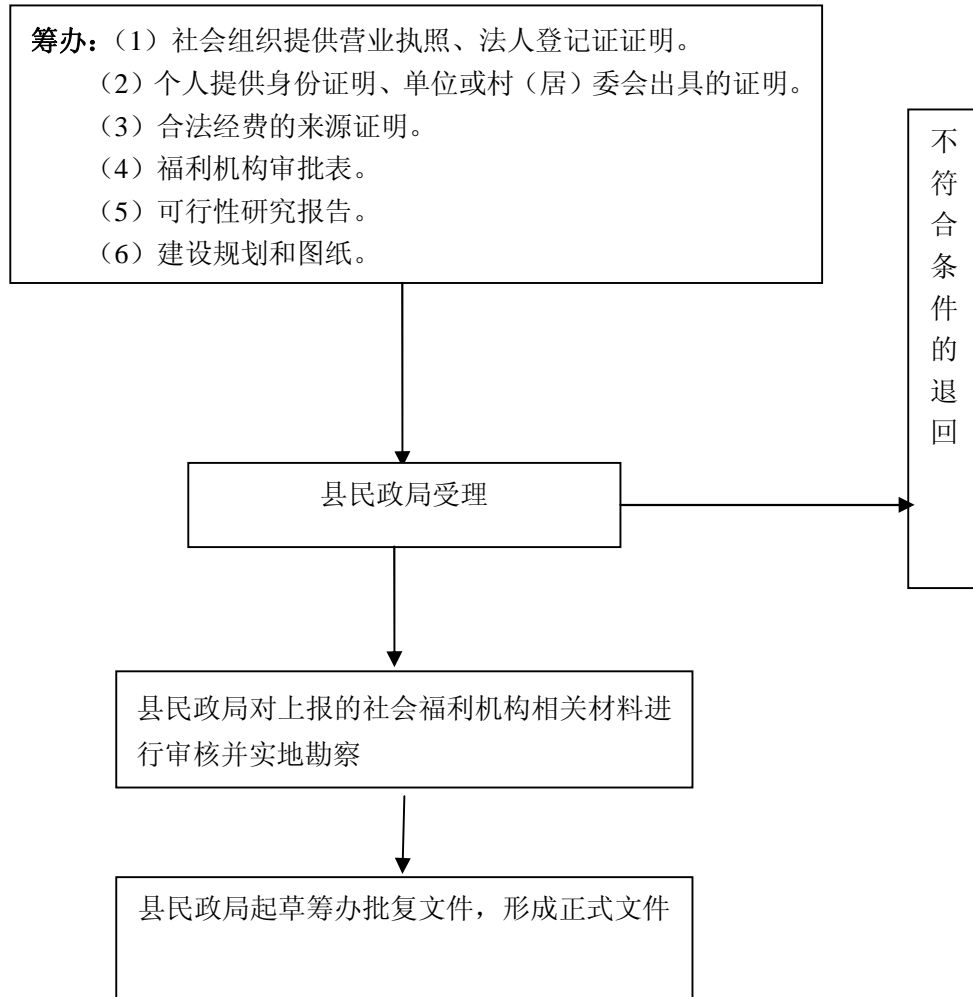 筹办：（1）社会组织提供营业执照、法人登记证证明。
（2）个人提供身份证明、单位或村（居）委会出具的证明。
（3）合法经费的来源证明。
（4）福利机构审批表。
（5）可行性研究报告。
（6）建设规划和图纸。
不符合条件的退回
县民政局受理
县民政局对上报的社会福利机构相关材料进
行审核并实地勘察
县民政局起草筹办批复文件，形成正式文件